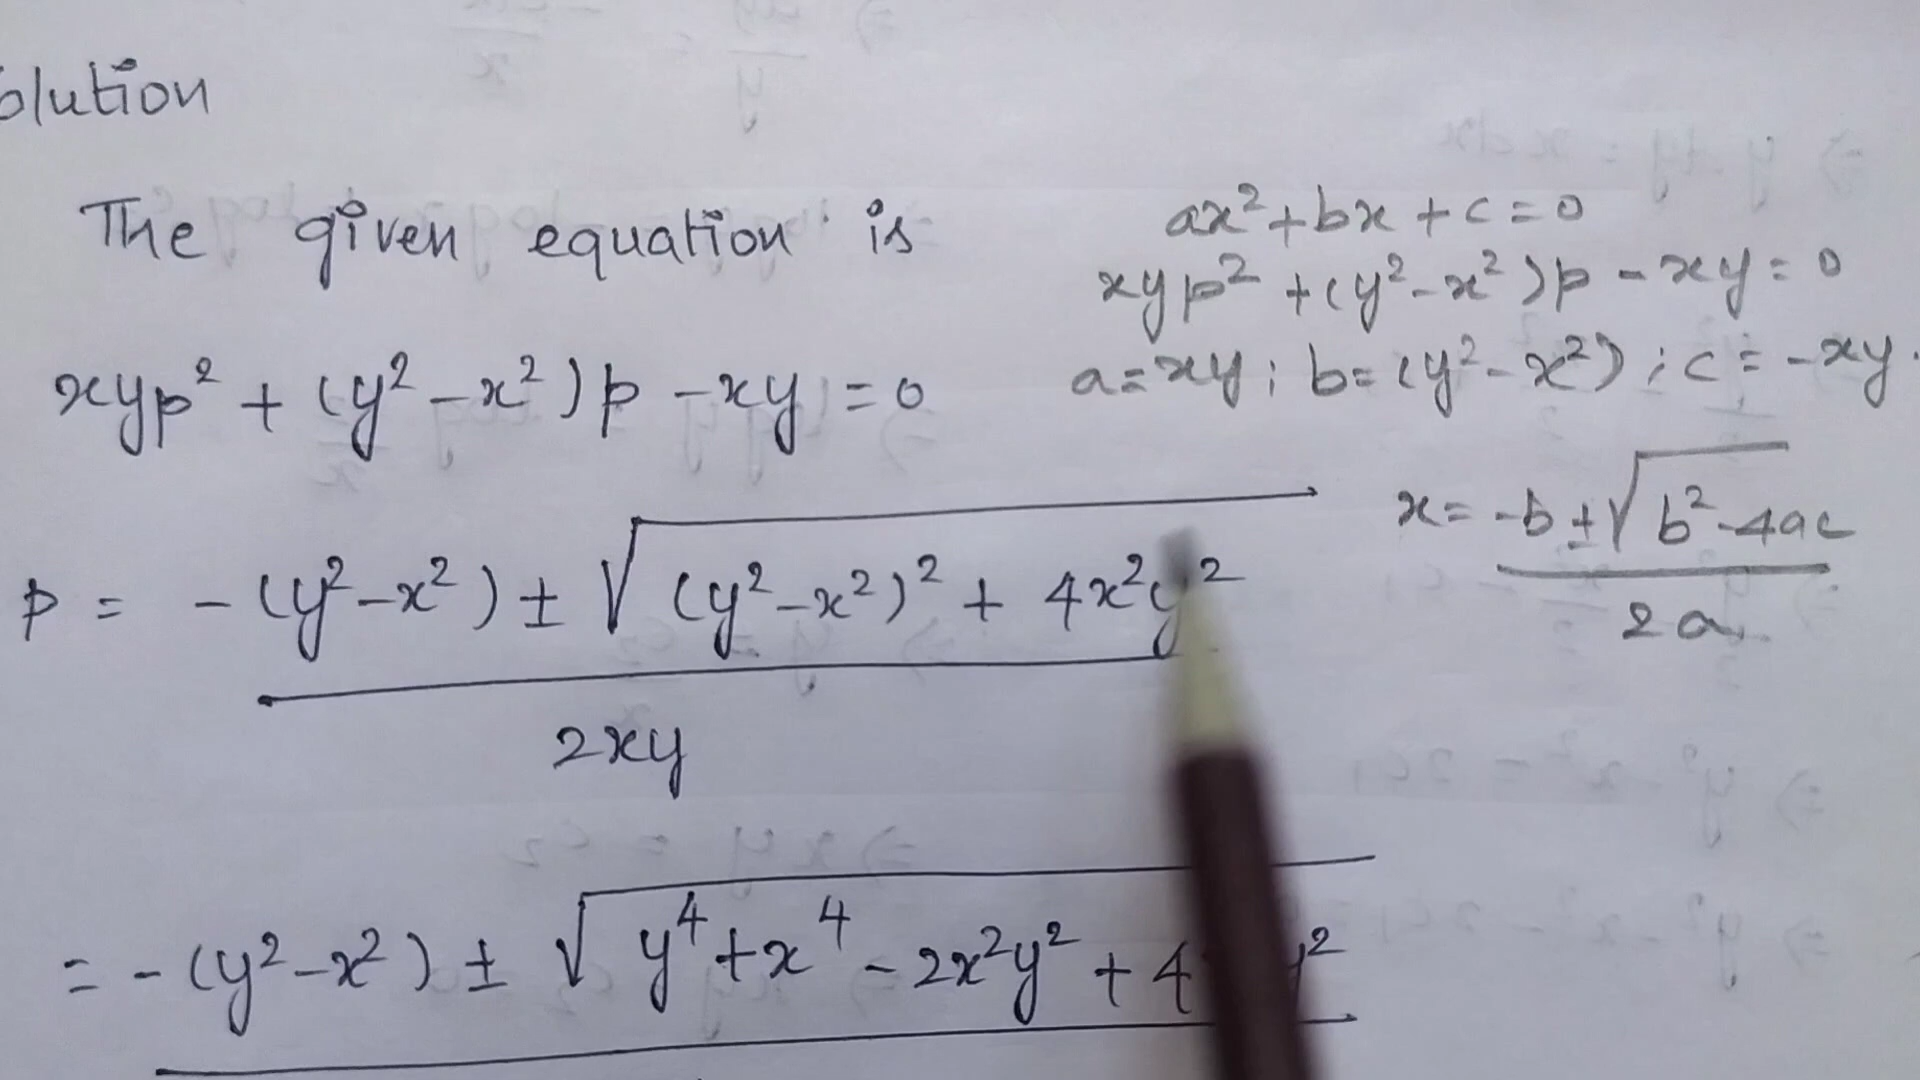 olution
The given equation is
xyp² + (y² - x²)p - xy = 0
p = -(y² - x²) ± √(y² - x²)² + 4x²y²
2xy
= -(y² - x²) ± √y⁴ + x⁴ - 2x²y² + 4 y²
ax² + bx + c = 0
xyp² + (y² - x²)p - xy = 0
a = xy ; b = (y² - x²) ; c = -xy.
x = -b ± √b² - 4ac
2a